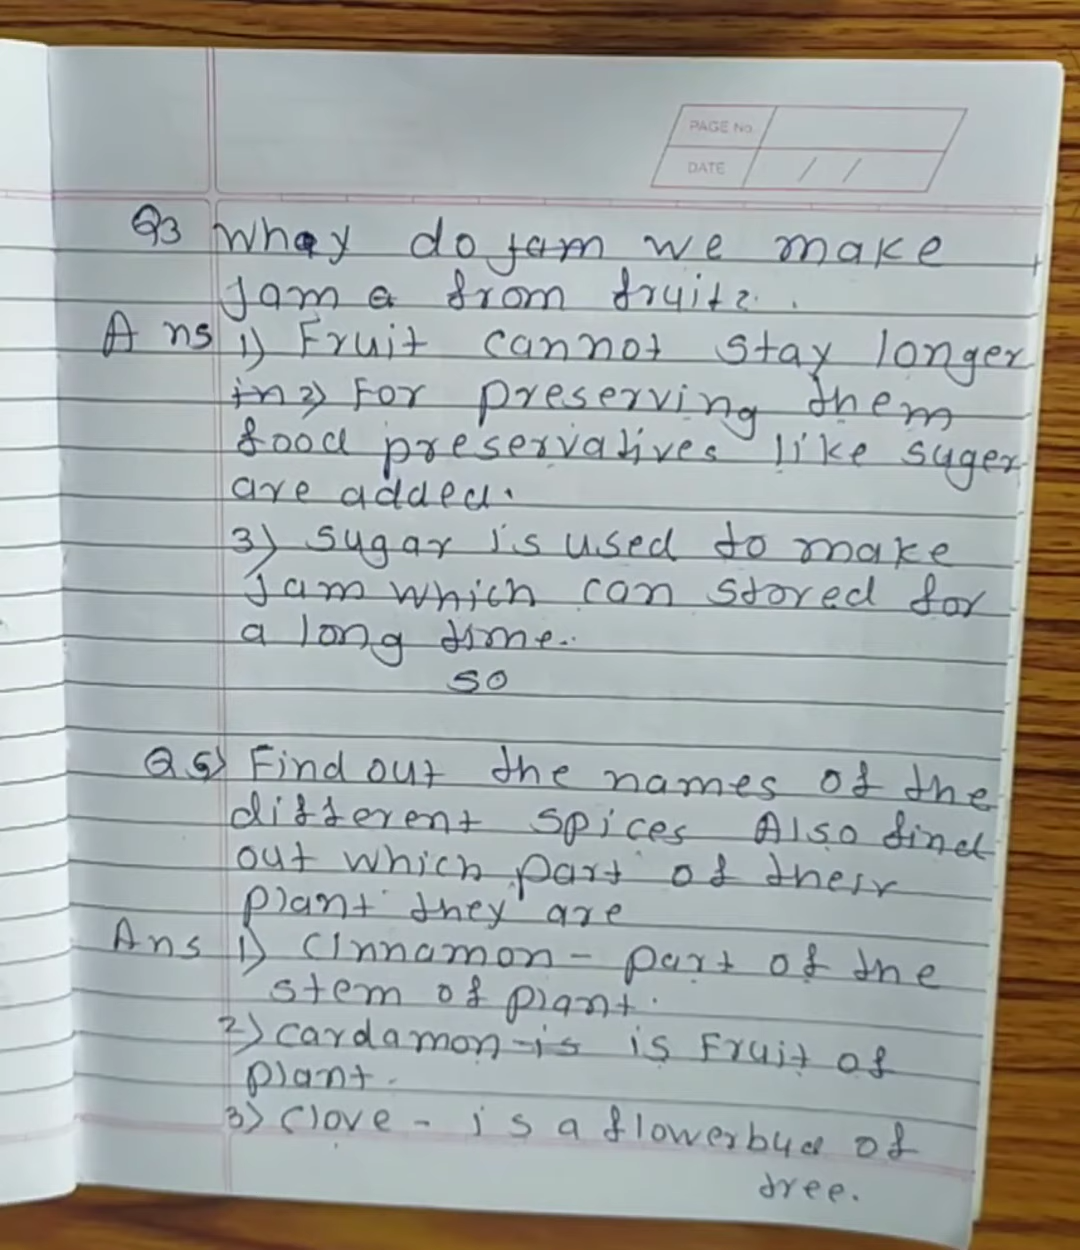 PAGE No.
DATE / /
Q3 Whay do jam we make
Jam a from fruit?.
Ans 1) Fruit cannot stay longer
in 2) For preserving them
food preservatives like suger
are added.
3) Sugar is used to make
Jam which can stored for
a long time.
so
Q5) Find out the names of the
different spices Also find
out which part of their
plant they are
Ans 1) Cinnamon - part of the
stem of plant.
2) cardamon is is Fruit of
plant.
3) Clove - is a flowerbud of
tree.